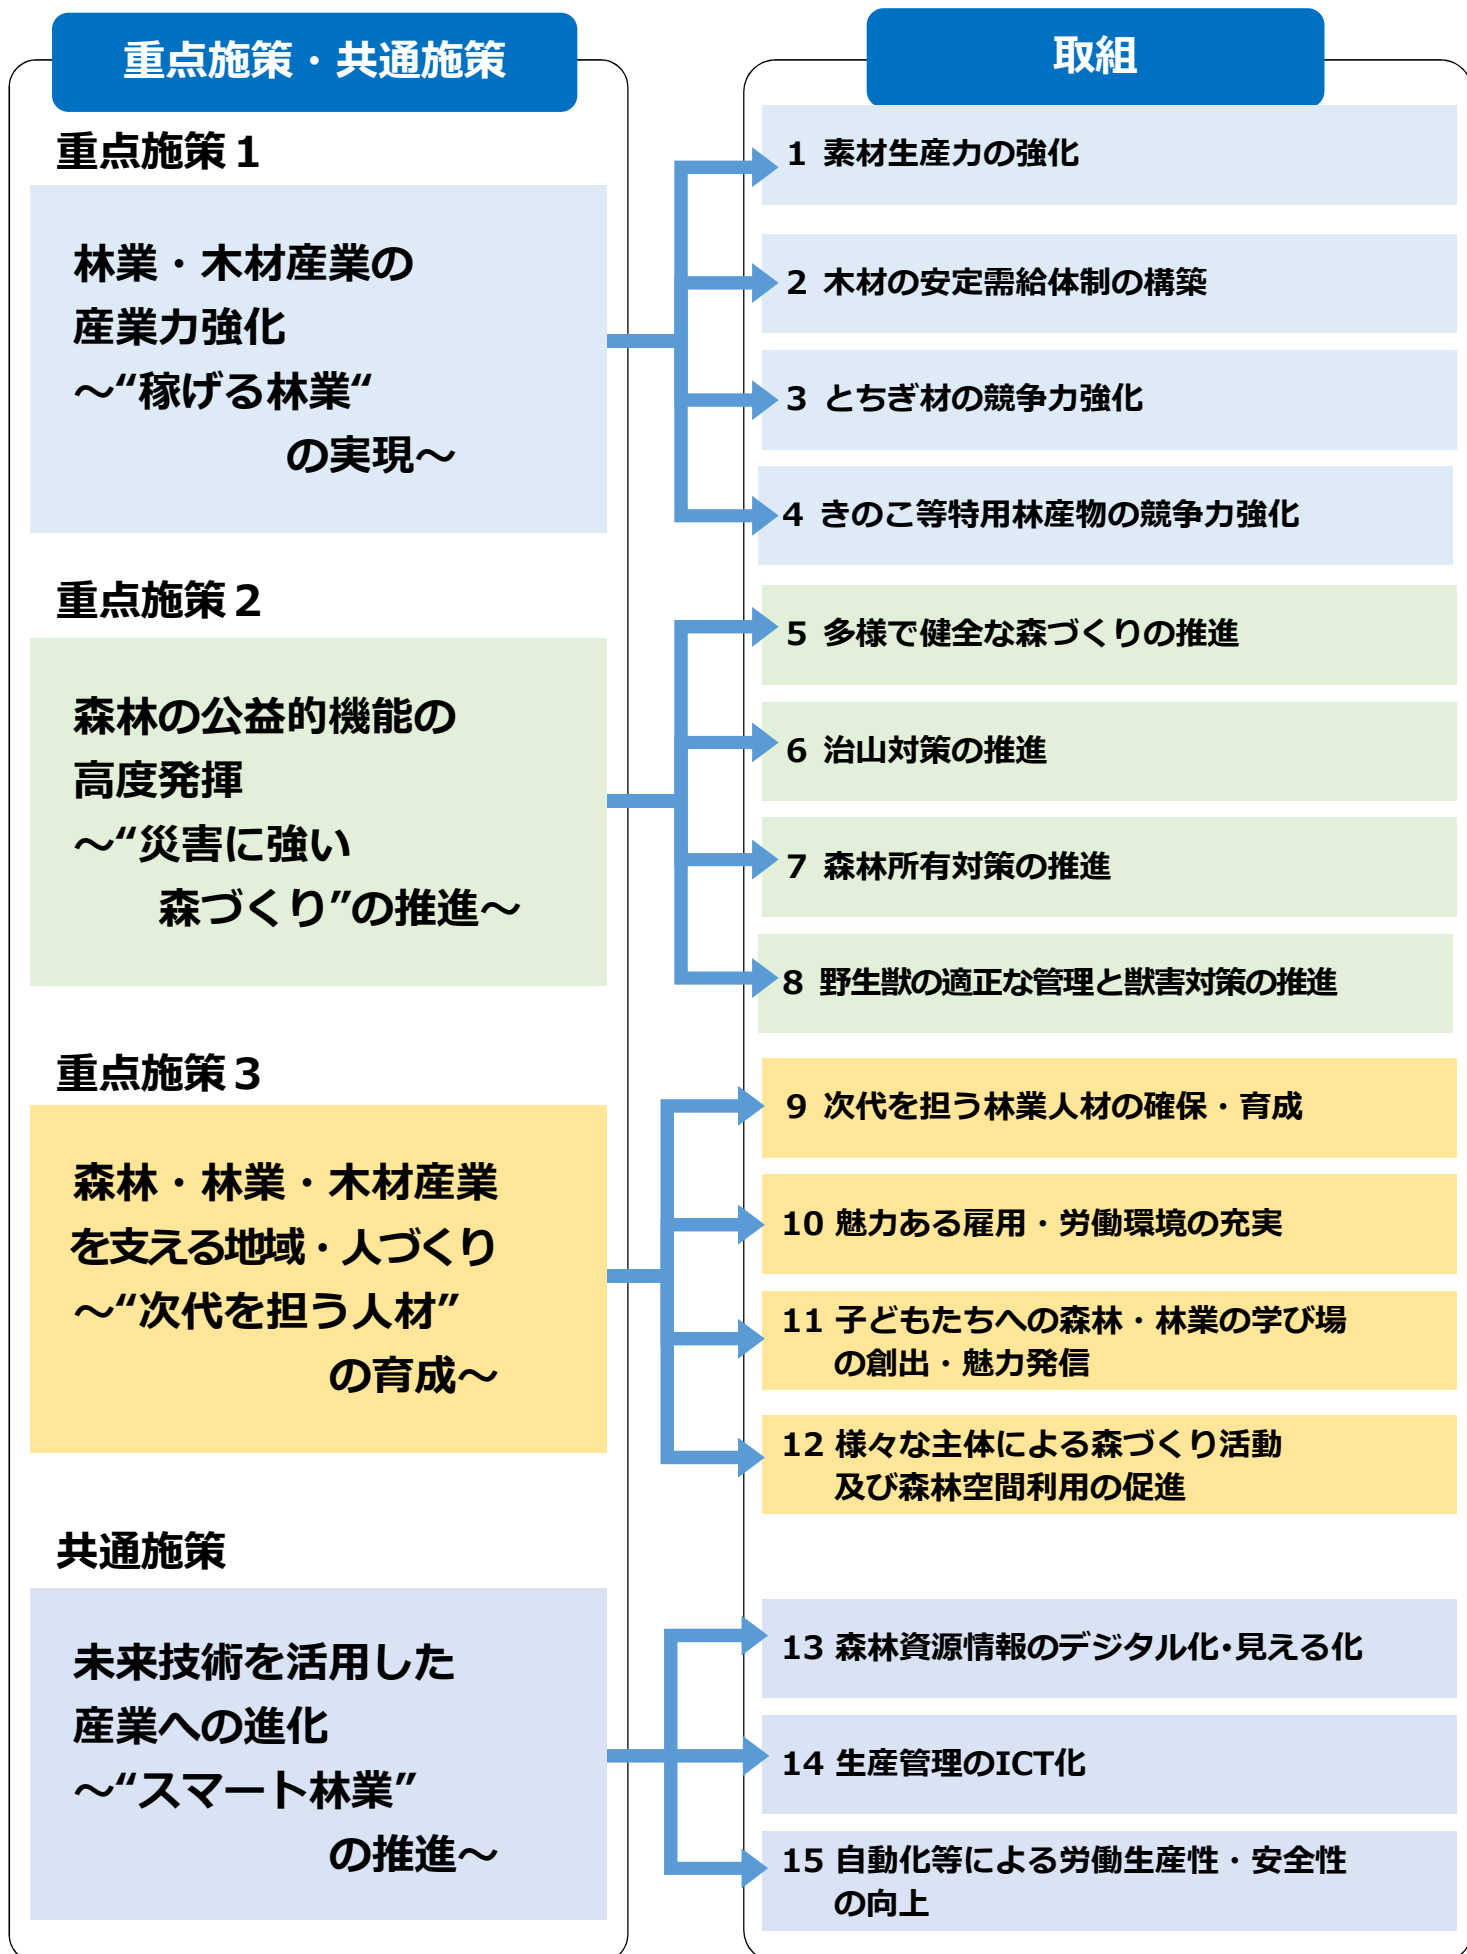 重点施策・共通施策
取組
重点施策１
林業・木材産業の
産業力強化
～“稼げる林業“
の実現～
1 素材生産力の強化
2 木材の安定需給体制の構築
3 とちぎ材の競争力強化
4 きのこ等特用林産物の競争力強化
重点施策２
森林の公益的機能の
高度発揮
～“災害に強い
森づくり”の推進～
5 多様で健全な森づくりの推進
6 治山対策の推進
7 森林所有対策の推進
8 野生獣の適正な管理と獣害対策の推進
重点施策３
森林・林業・木材産業
を支える地域・人づくり
～“次代を担う人材”
の育成～
9 次代を担う林業人材の確保・育成
10 魅力ある雇用・労働環境の充実
11 子どもたちへの森林・林業の学び場
の創出・魅力発信
12 様々な主体による森づくり活動
及び森林空間利用の促進
共通施策
未来技術を活用した
産業への進化
～“スマート林業”
の推進～
13 森林資源情報のデジタル化・見える化
14 生産管理のICT化
15 自動化等による労働生産性・安全性
の向上